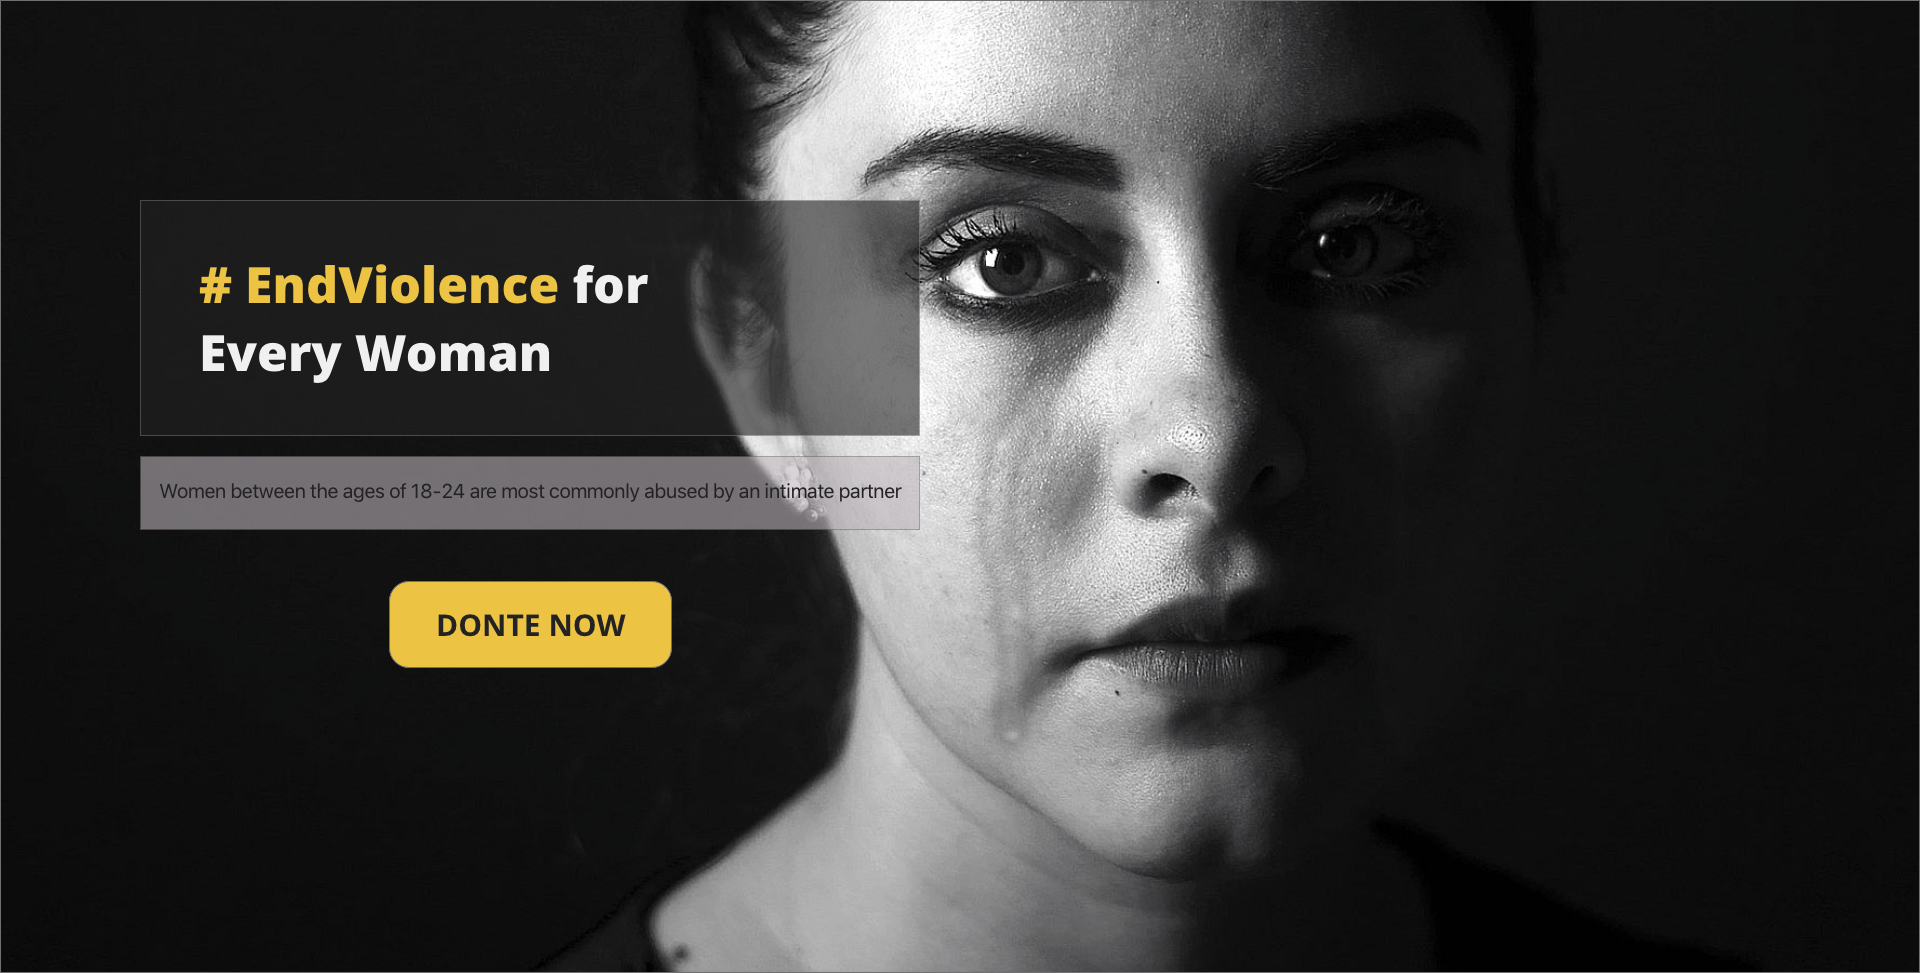 # EndViolence for
Every Woman
Women between the ages of 18-24 are most commonly abused by an intimate partner
DONTE NOW